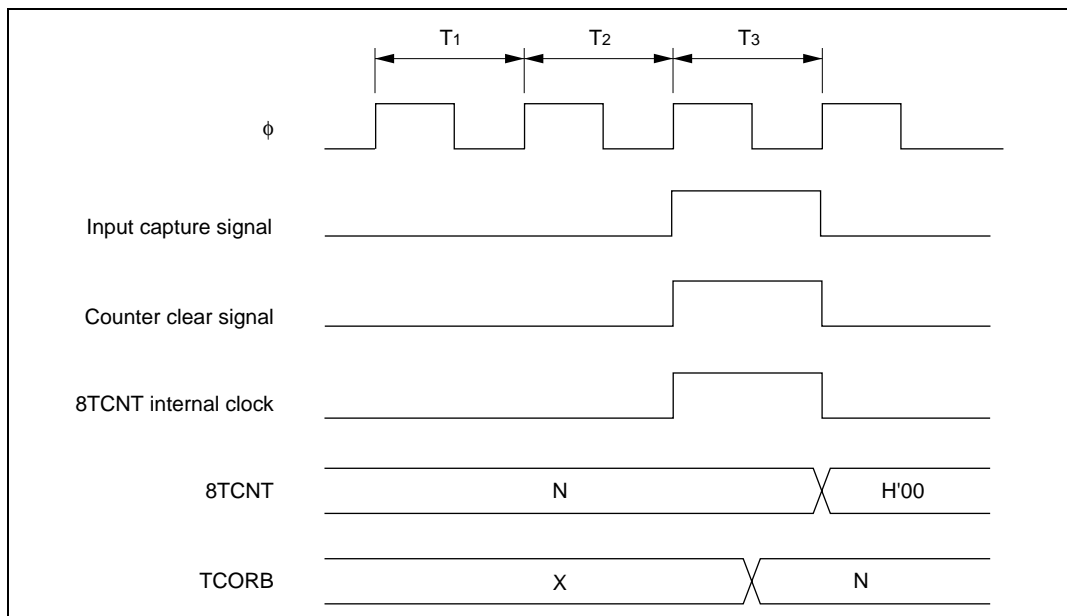 T1 T2 T3
φ
Input capture signal
Counter clear signal
8TCNT internal clock
8TCNT N H'00
TCORB X N